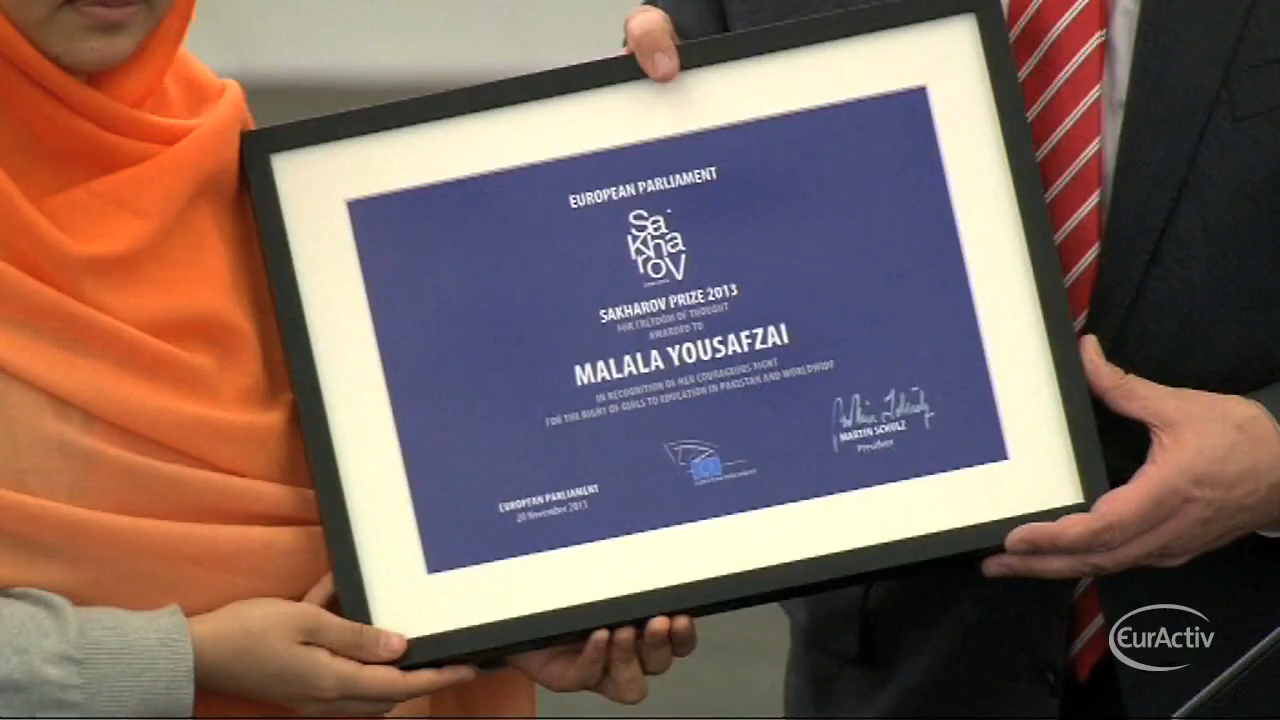 EUROPEAN PARLIAMENT
Sa
kha
rov
SAKHAROV PRIZE 2013
FOR FREEDOM OF THOUGHT
AWARDED TO
MALALA YOUSAFZAI
IN RECOGNITION OF HER COURAGEOUS FIGHT
FOR THE RIGHT OF GIRLS TO EDUCATION IN PAKISTAN AND WORLDWIDE
MARTIN SCHULZ
President
EUROPEAN PARLIAMENT
20 November 2013
EurActiv